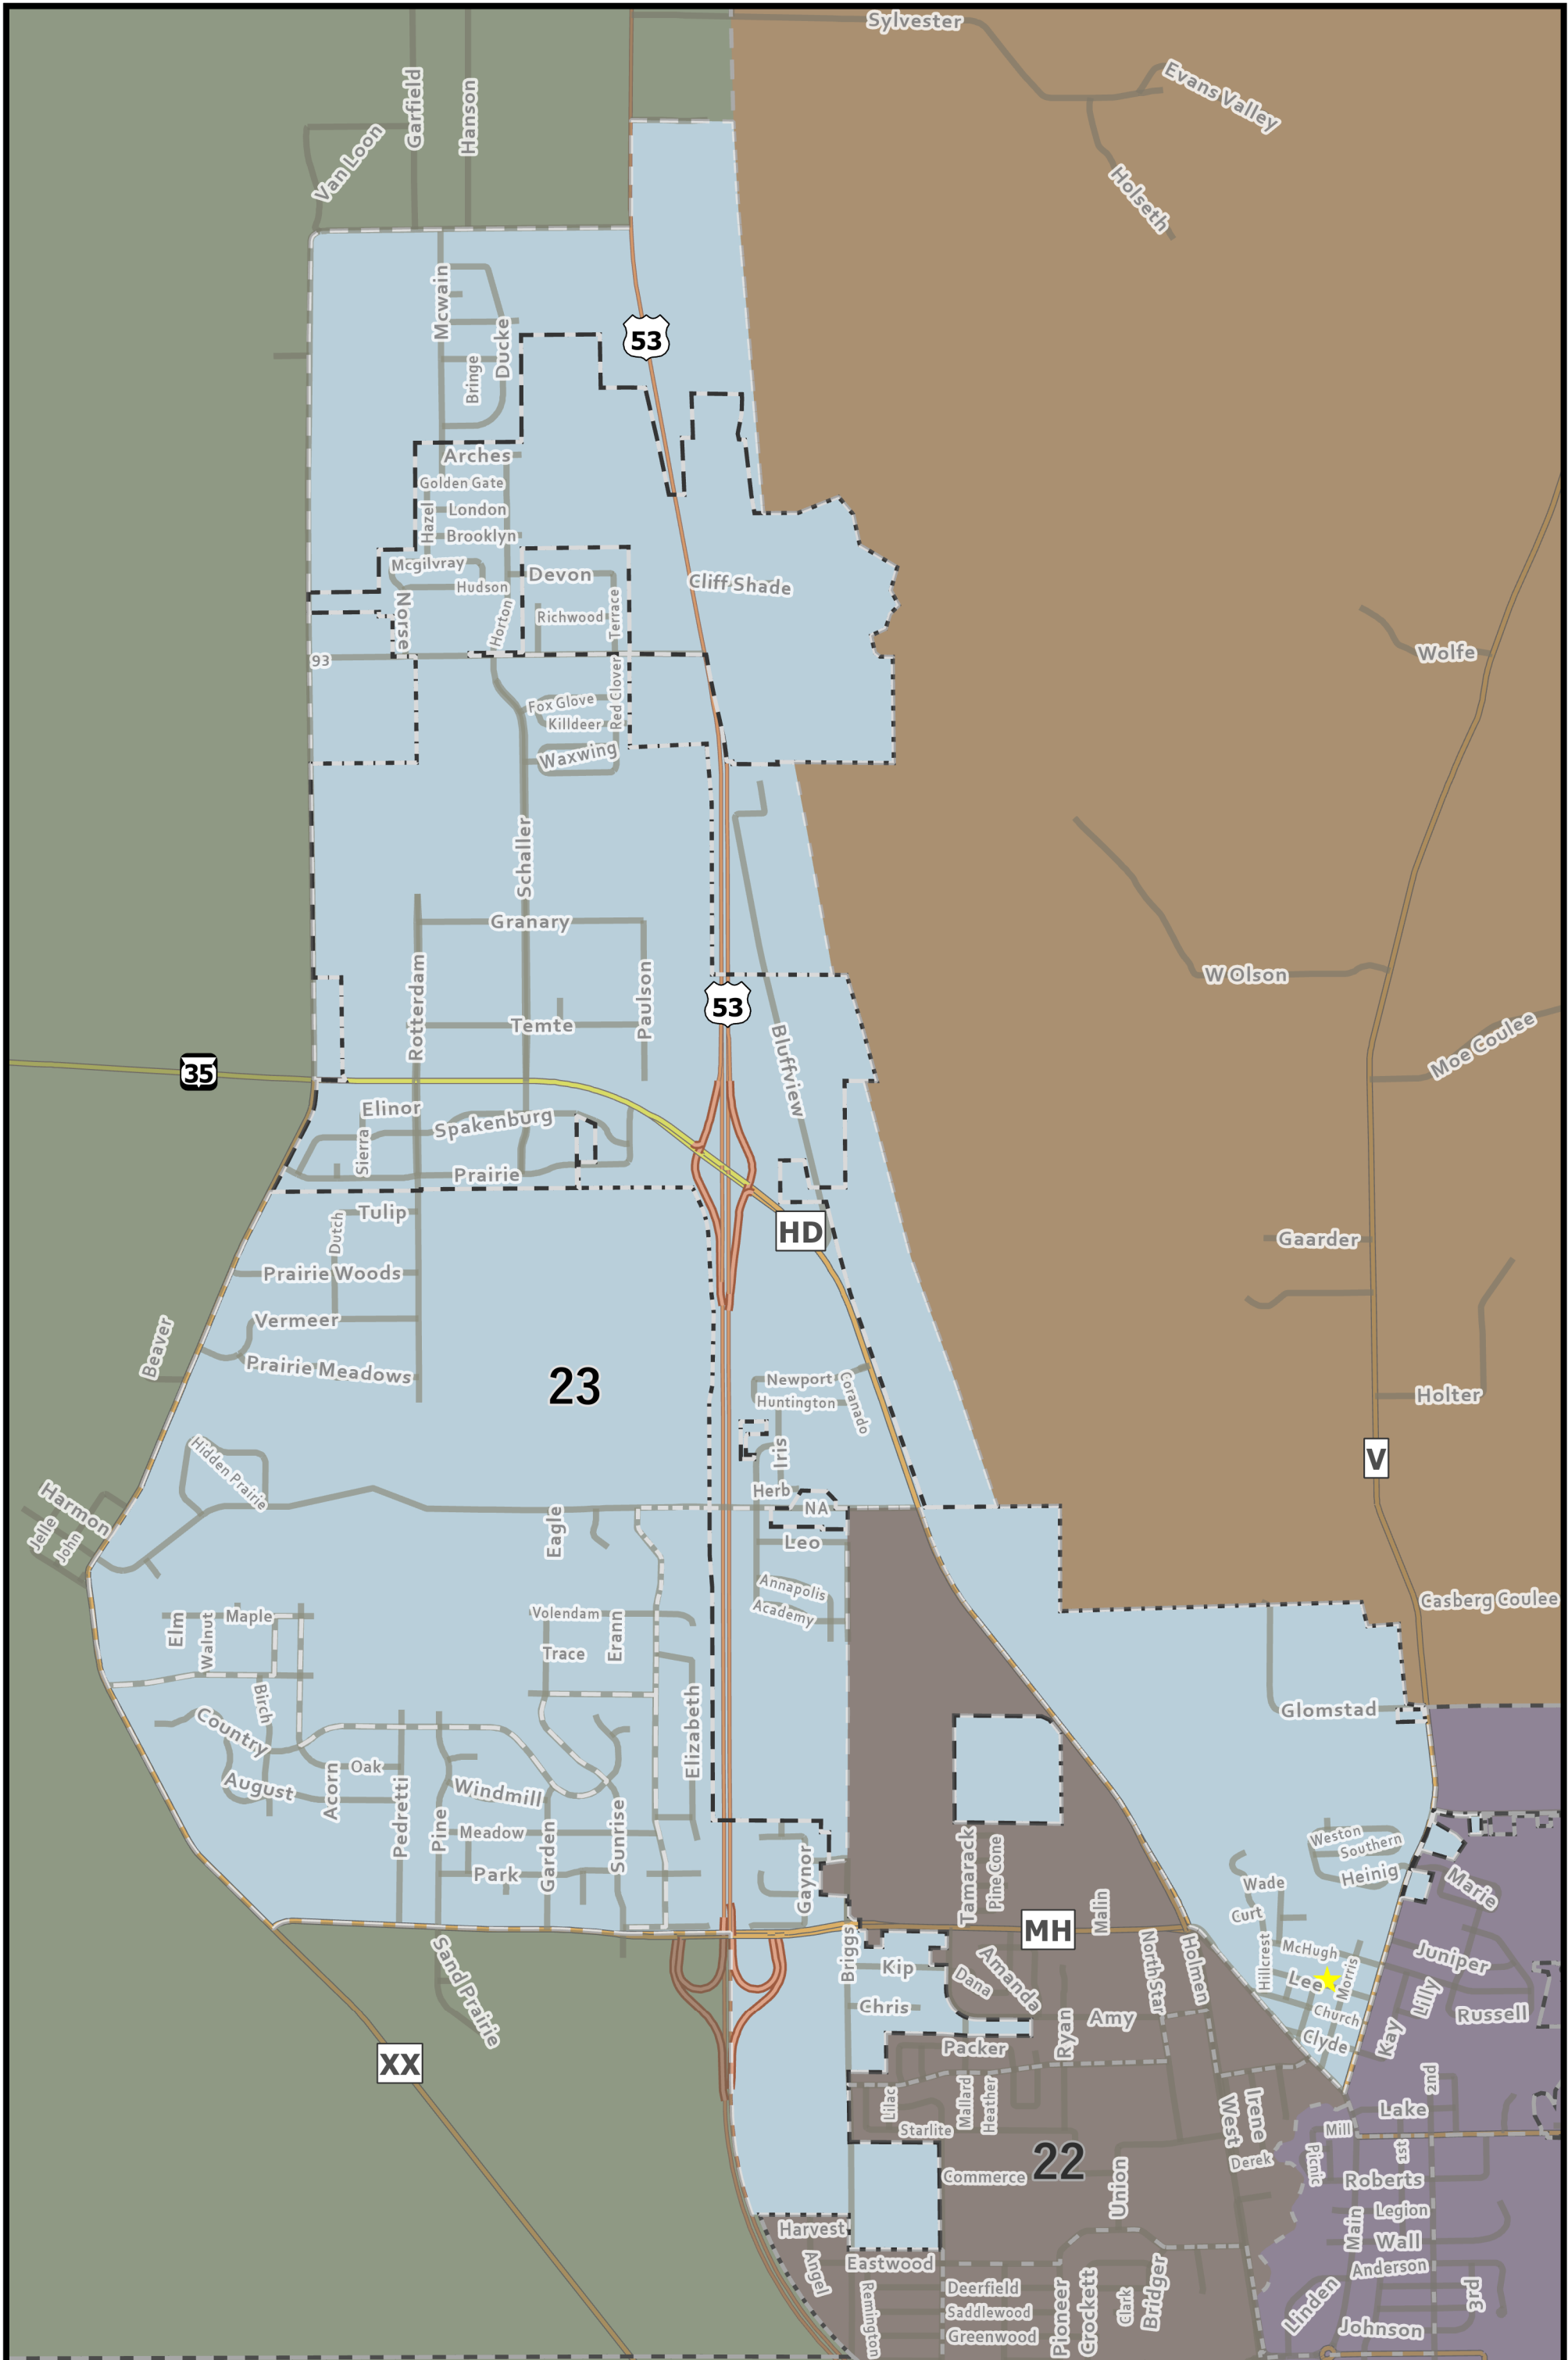 Sylvester
Evans Valley
Garfield
Hanson
Van Loon
Holseth
Mcwain
Ducke
53
Bringe
Arches
Golden Gate
Hazel
London
Brooklyn
Mcgilvray
Devon
Cliff Shade
Hudson
Norse
Horton
Richwood
Terrace
93
Wolfe
Fox Glove
Red Clover
Killdeer
Waxwing
Schaller
Granary
Rotterdam
Paulson
W Olson
53
Temte
Moe Coulee
35
Bluffview
Elinor
Spakenburg
Sierra
Prairie
Tulip
Dutch
HD
Gaarder
Prairie Woods
Vermeer
Beaver
Prairie Meadows
23
Newport
Huntington
Coranado
Holter
Iris
V
Hidden Prairie
Herb
NA
Harmon
Jelle
John
Eagle
Leo
Annapolis
Academy
Casberg Coulee
Elm
Walnut
Maple
Volendam
Erann
Trace
Birch
Country
Elizabeth
Glomstad
August
Acorn
Oak
Pedretti
Windmill
Pine
Meadow
Garden
Sunrise
Park
Gaynor
Tamarack
Pine Cone
Malin
Weston
Southern
Heinig
Wade
Marie
Curt
MH
Briggs
North Star
Holmen
Hillcrest
McHugh
Lee
Morris
Juniper
Sand Prairie
Kip
Dana
Amanda
Chris
Ryan
Amy
Church
Clyde
Lilly
Kay
Russell
Packer
XX
Lilac
Mallard
Heather
Starlite
22
West
Irene
2nd
Lake
Mill
Derek
Picnic
1st
Commerce
Union
Roberts
Legion
Main
Wall
Harvest
Angel
Eastwood
Anderson
Remington
Deerfield
Saddlewood
Greenwood
Pioneer
Crockett
Clark
Bridger
Linden
3rd
Johnson